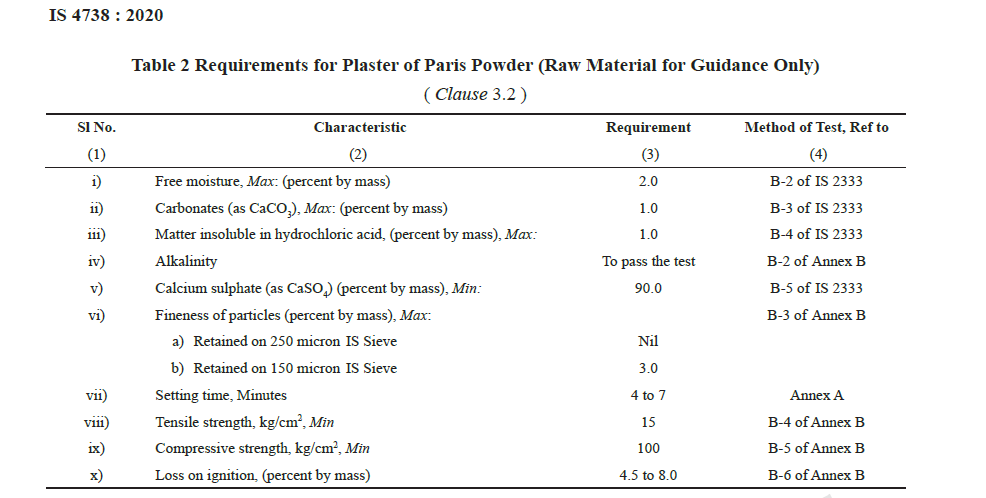 IS 4738 : 2020
Table 2 Requirements for Plaster of Paris Powder (Raw Material for Guidance Only)
( Clause 3.2 )
Sl No. Characteristic Requirement Method of Test, Ref to
(1) (2) (3) (4)
i) Free moisture, Max: (percent by mass) 2.0 B-2 of IS 2333
ii) Carbonates (as CaCO3), Max: (percent by mass) 1.0 B-3 of IS 2333
iii) Matter insoluble in hydrochloric acid, (percent by mass), Max: 1.0 B-4 of IS 2333
iv) Alkalinity To pass the test B-2 of Annex B
v) Calcium sulphate (as CaSO4) (percent by mass), Min: 90.0 B-5 of IS 2333
vi) Fineness of particles (percent by mass), Max: B-3 of Annex B
a) Retained on 250 micron IS Sieve Nil
b) Retained on 150 micron IS Sieve 3.0
vii) Setting time, Minutes 4 to 7 Annex A
viii) Tensile strength, kg/cm², Min 15 B-4 of Annex B
ix) Compressive strength, kg/cm², Min 100 B-5 of Annex B
x) Loss on ignition, (percent by mass) 4.5 to 8.0 B-6 of Annex B